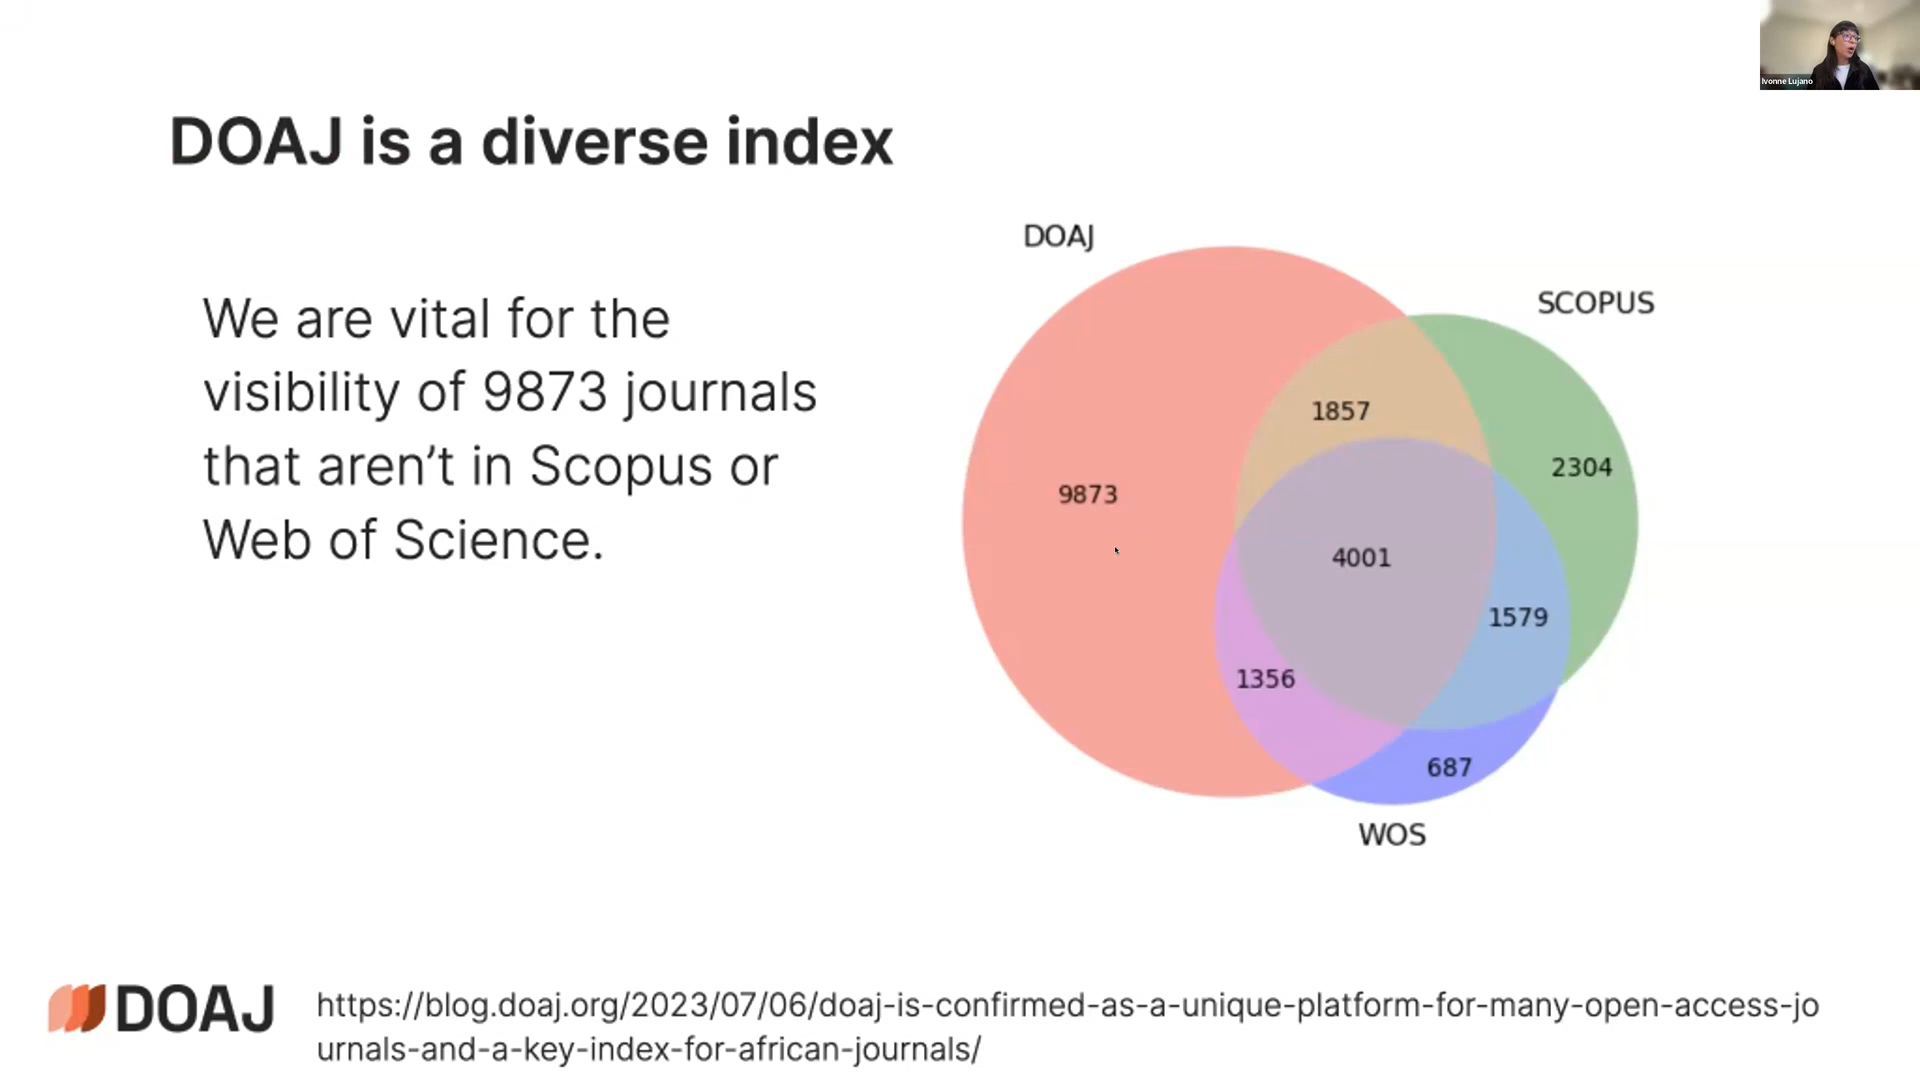 Ivonne Lujano
DOAJ is a diverse index
We are vital for the
visibility of 9873 journals
that aren’t in Scopus or
Web of Science.
DOAJ
SCOPUS
1857
2304
9873
4001
1579
1356
687
WOS
DOAJ
https://blog.doaj.org/2023/07/06/doaj-is-confirmed-as-a-unique-platform-for-many-open-access-jo
urnals-and-a-key-index-for-african-journals/